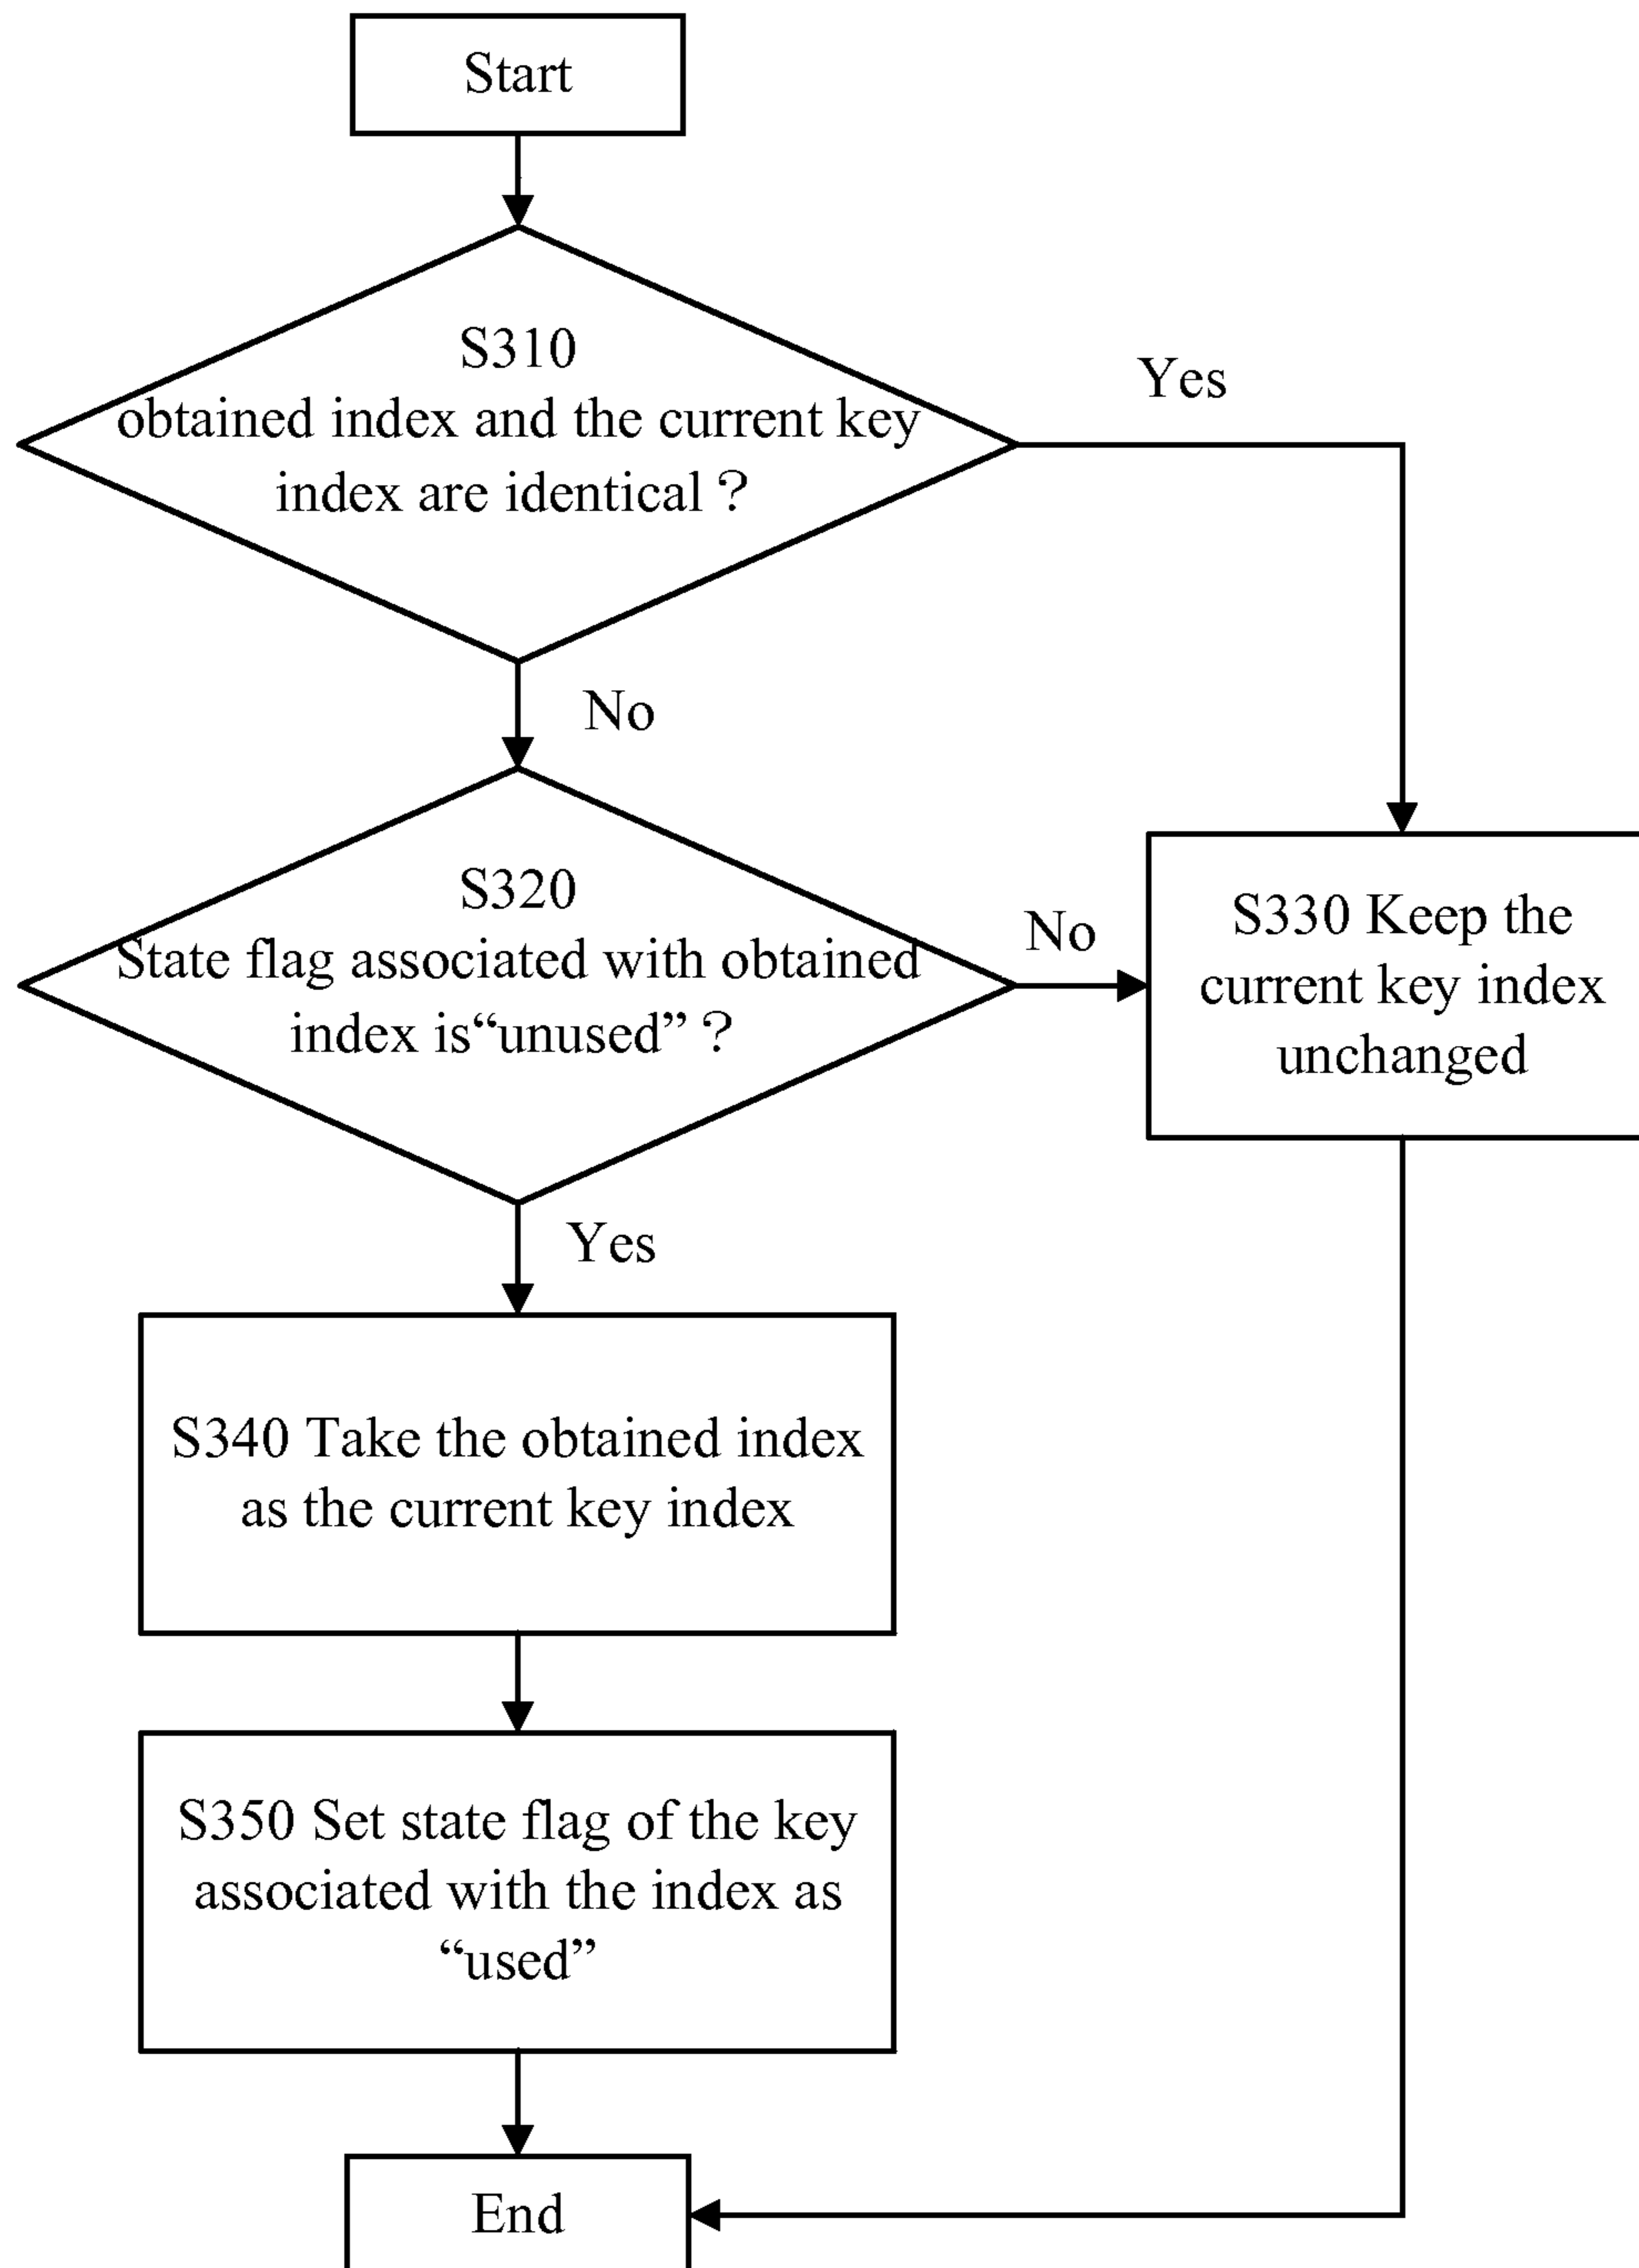 Start
S310
obtained index and the current key
index are identical ?
Yes
No
S320
State flag associated with obtained
index is“unused” ?
No
S330 Keep the
current key index
unchanged
Yes
S340 Take the obtained index
as the current key index
S350 Set state flag of the key
associated with the index as
“used”
End